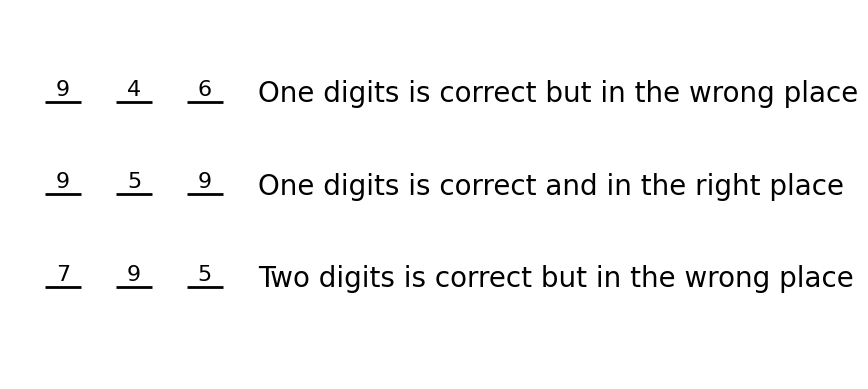 9 4 6 One digits is correct but in the wrong place
9 5 9 One digits is correct and in the right place
7 9 5 Two digits is correct but in the wrong place